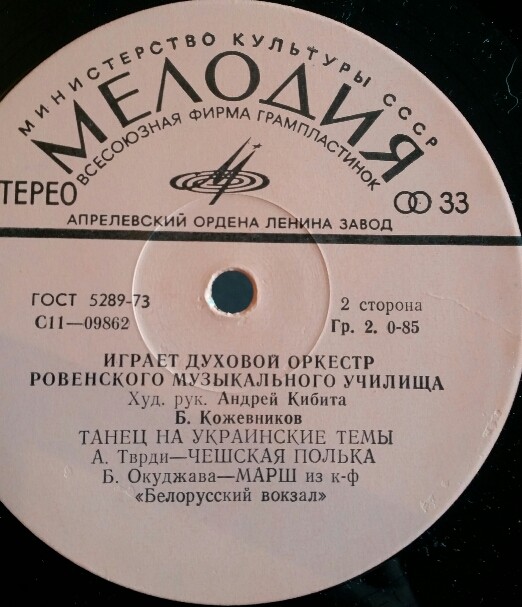 МИНИСТЕРСТВО КУЛЬТУРЫ СССР
МЕЛОДИЯ
ВСЕСОЮЗНАЯ ФИРМА ГРАМПЛАСТИНОК
ТЕРЕО
33
АПРЕЛЕВСКИЙ ОРДЕНА ЛЕНИНА ЗАВОД
ГОСТ 5289-73
2 сторона
С11—09862
Гр. 2. 0-85
ИГРАЕТ ДУХОВОЙ ОРКЕСТР
РОВЕНСКОГО МУЗЫКАЛЬНОГО УЧИЛИЩА
Худ. рук. Андрей Кибита
Б. Кожевников
ТАНЕЦ НА УКРАИНСКИЕ ТЕМЫ
А. Тврди—ЧЕШСКАЯ ПОЛЬКА
Б. Окуджава—МАРШ из к-ф
«Белорусский вокзал»